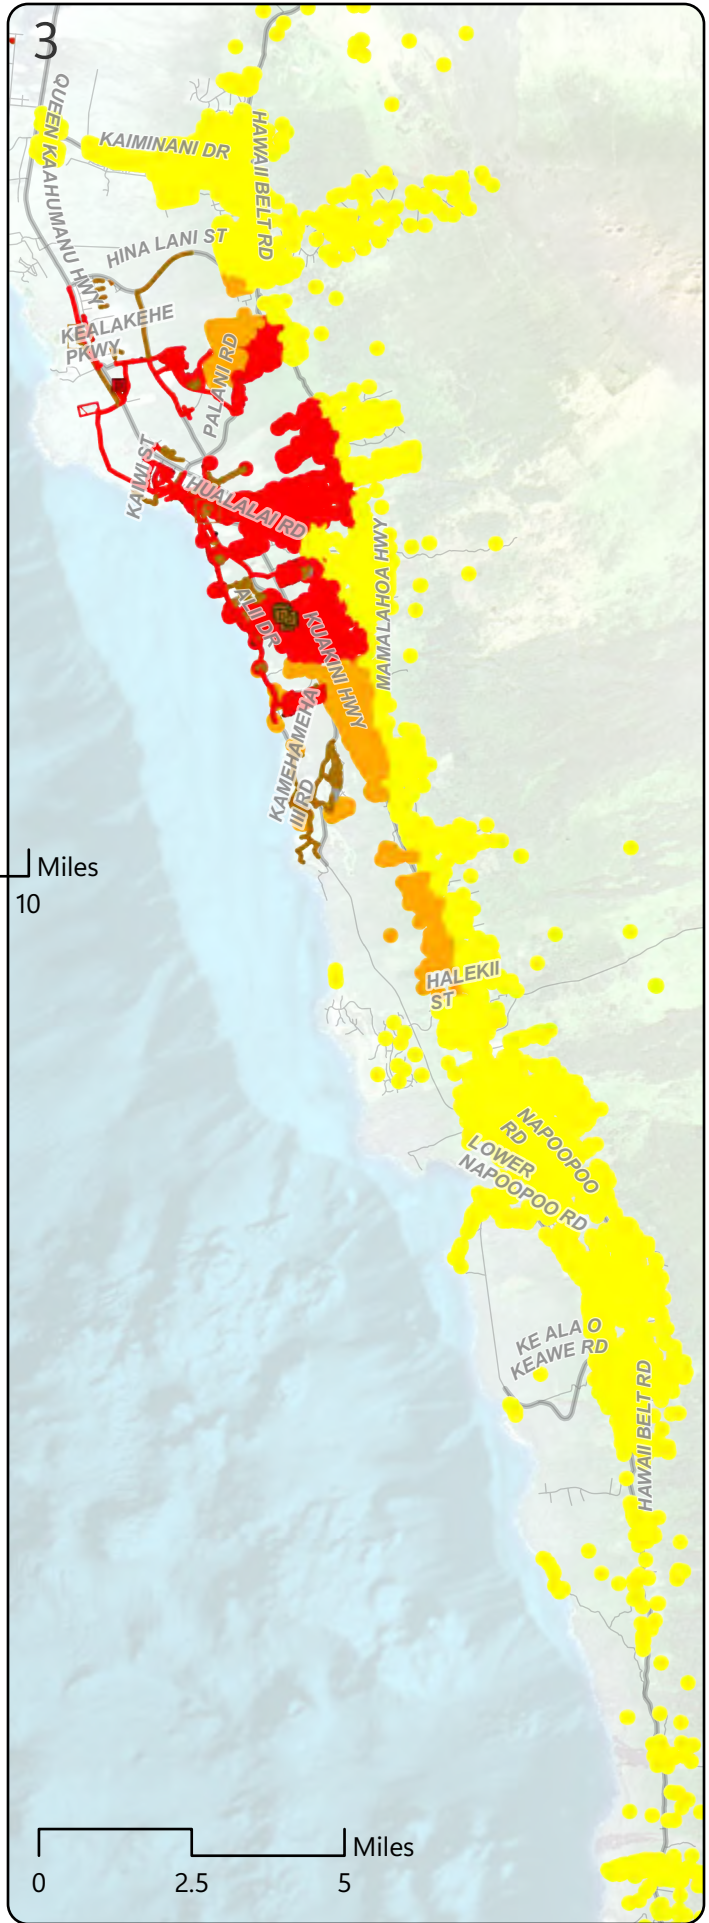 3
QUEEN KAAHUMANU HWY
KAIMINANI DR
HAWAII BELT RD
HINA LANI ST
KEALAKEHE
PKWY
PALANI RD
KAIWI ST
HUALALAI RD
MAMALAHOA HWY
ALII DR
KUAKINI HWY
KAMEHAMEHA
III RD
Miles
10
HALEKII
ST
NAPOOPOO
RD
LOWER
NAPOOPOO RD
KE ALA O
KEAWE RD
HAWAII BELT RD
Miles
0 2.5 5